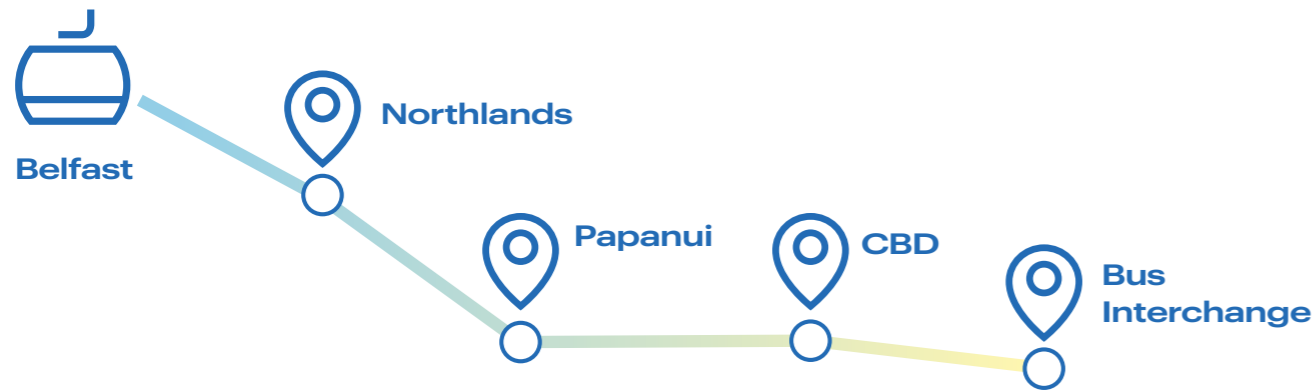 Belfast
Northlands
Papanui
CBD
Bus
Interchange